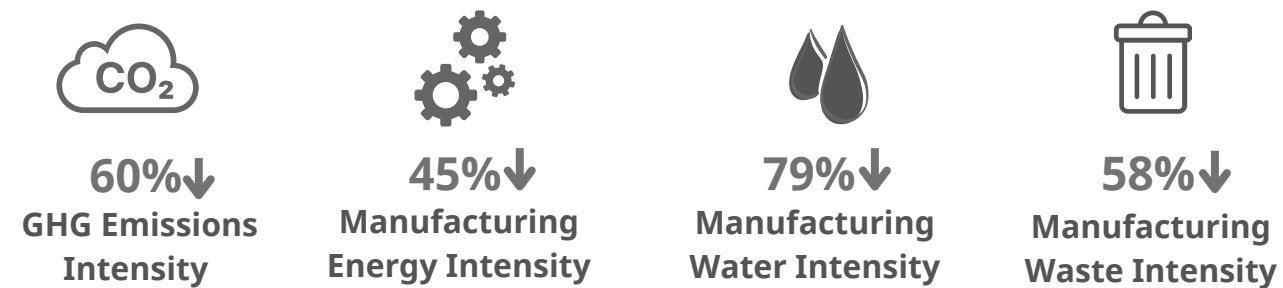 CO₂
60%↓
GHG Emissions
Intensity
45%↓
Manufacturing
Energy Intensity
79%↓
Manufacturing
Water Intensity
58%↓
Manufacturing
Waste Intensity